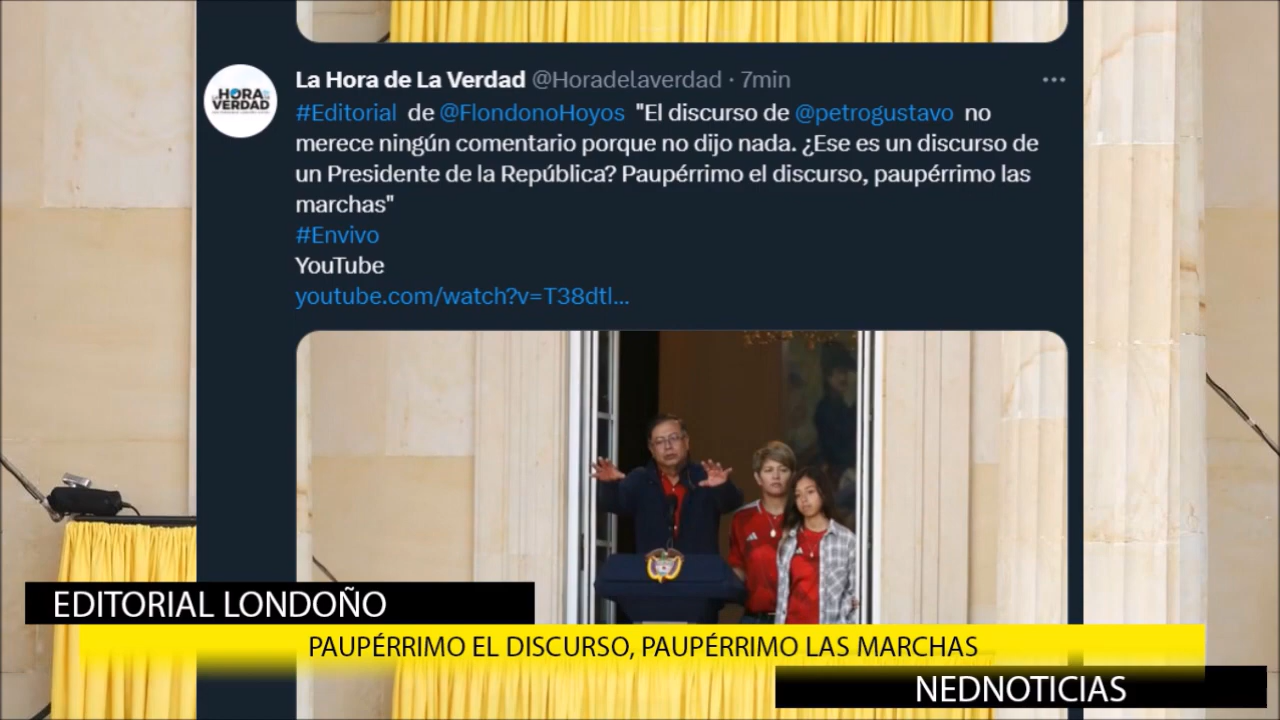 La Hora de La Verdad @Horadelaverdad · 7min
HORA
VERDAD
#Editorial de @FlondonoHoyos "El discurso de @petrogustavo no
merece ningún comentario porque no dijo nada. ¿Ese es un discurso de
un Presidente de la República? Paupérrimo el discurso, paupérrimo las
marchas"
#Envivo
YouTube
youtube.com/watch?v=T38dtl...
EDITORIAL LONDOÑO
PAUPÉRRIMO EL DISCURSO, PAUPÉRRIMO LAS MARCHAS
NEDNOTICIAS